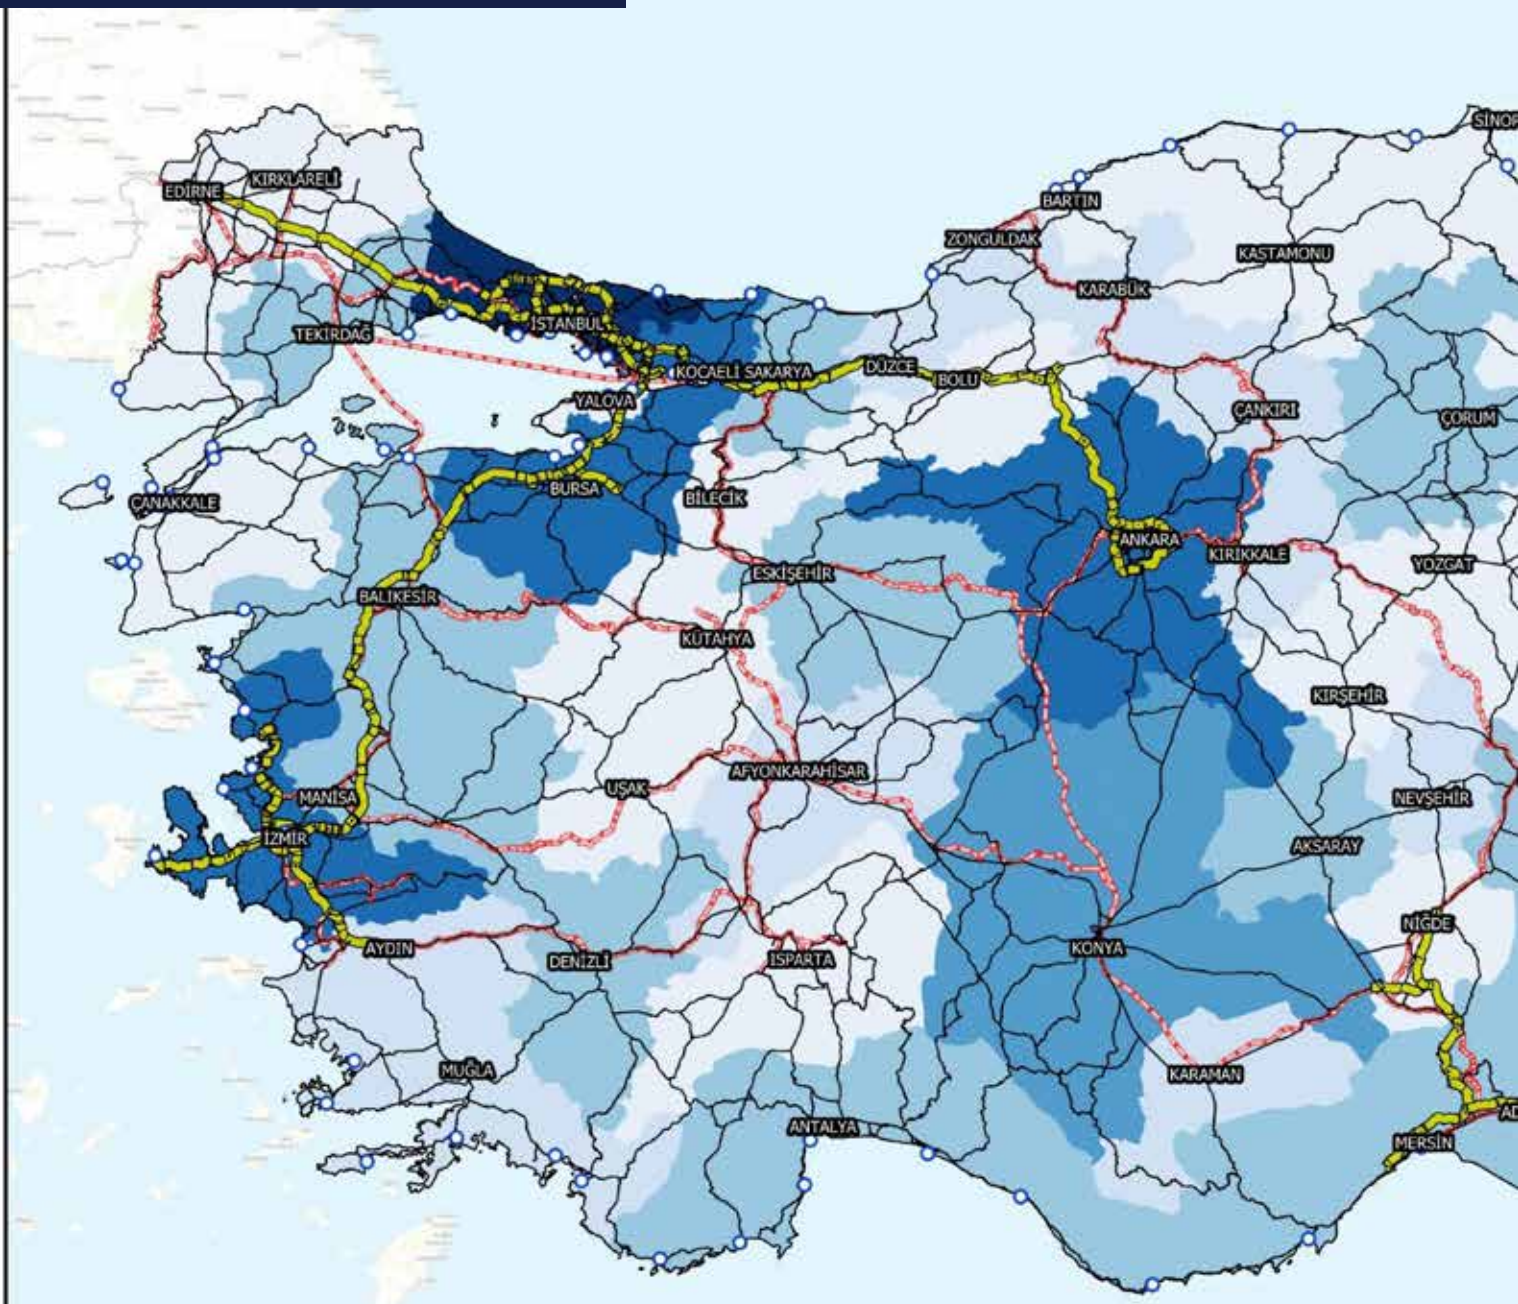 SİNOP
KIRKLARELİ
EDİRNE
BARTIN
ZONGULDAK
KASTAMONU
KARABÜK
İSTANBUL
TEKİRDAĞ
DÜZCE
KOCAELİ SAKARYA
BOLU
YALOVA
ÇANKIRI
ÇORUM
BURSA
BİLECİK
ÇANAKKALE
ANKARA
KIRIKKALE
YOZGAT
ESKİŞEHİR
BALIKESİR
KÜTAHYA
KIRŞEHİR
AFYONKARAHİSAR
UŞAK
MANİSA
NEVŞEHİR
İZMİR
AKSARAY
NİĞDE
AYDIN
KONYA
DENİZLİ
ISPARTA
MUĞLA
KARAMAN
AD
ANTALYA
MERSİN